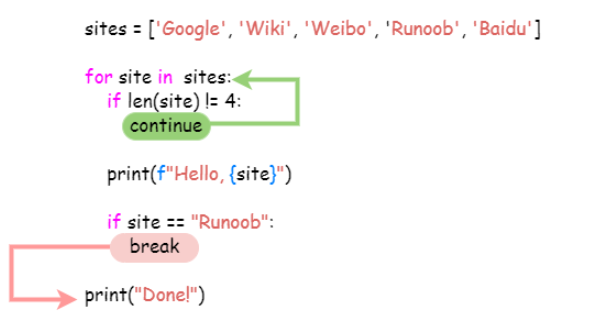 sites = ['Google', 'Wiki', 'Weibo', 'Runoob', 'Baidu']
for site in sites:
if len(site) != 4:
continue
print(f"Hello, {site}")
if site == "Runoob":
break
print("Done!")